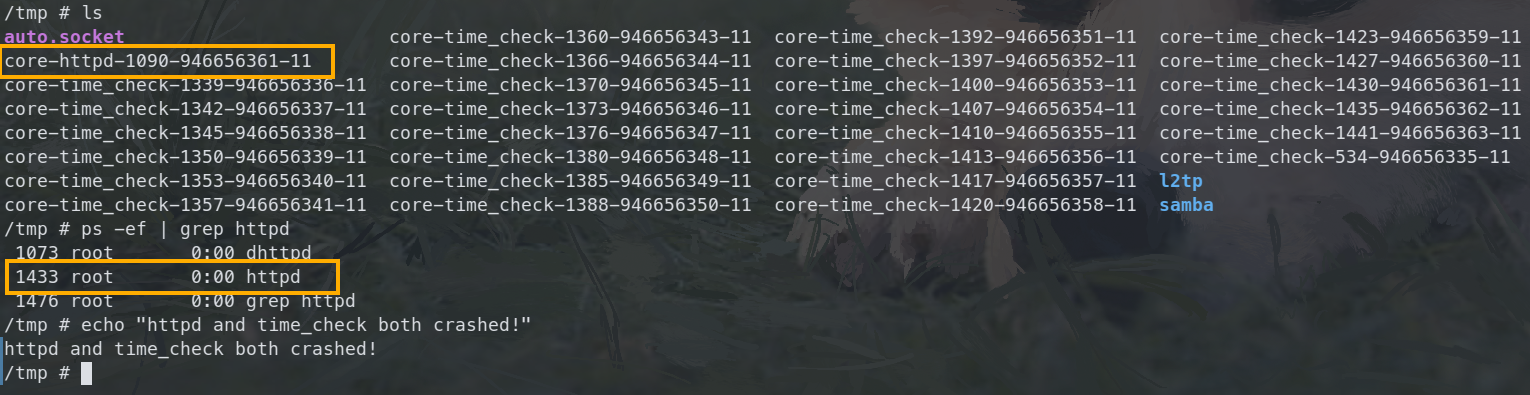 /tmp # ls
auto.socket core-time_check-1360-946656343-11 core-time_check-1392-946656351-11 core-time_check-1423-946656359-11
core-httpd-1090-946656361-11 core-time_check-1366-946656344-11 core-time_check-1397-946656352-11 core-time_check-1427-946656360-11
core-time_check-1339-946656336-11 core-time_check-1370-946656345-11 core-time_check-1400-946656353-11 core-time_check-1430-946656361-11
core-time_check-1342-946656337-11 core-time_check-1373-946656346-11 core-time_check-1407-946656354-11 core-time_check-1435-946656362-11
core-time_check-1345-946656338-11 core-time_check-1376-946656347-11 core-time_check-1410-946656355-11 core-time_check-1441-946656363-11
core-time_check-1350-946656339-11 core-time_check-1380-946656348-11 core-time_check-1413-946656356-11 core-time_check-534-946656335-11
core-time_check-1353-946656340-11 core-time_check-1385-946656349-11 core-time_check-1417-946656357-11 l2tp
core-time_check-1357-946656341-11 core-time_check-1388-946656350-11 core-time_check-1420-946656358-11 samba
/tmp # ps -ef | grep httpd
1073 root 0:00 dhttpd
1433 root 0:00 httpd
1476 root 0:00 grep httpd
/tmp # echo "httpd and time_check both crashed!"
httpd and time_check both crashed!
/tmp #